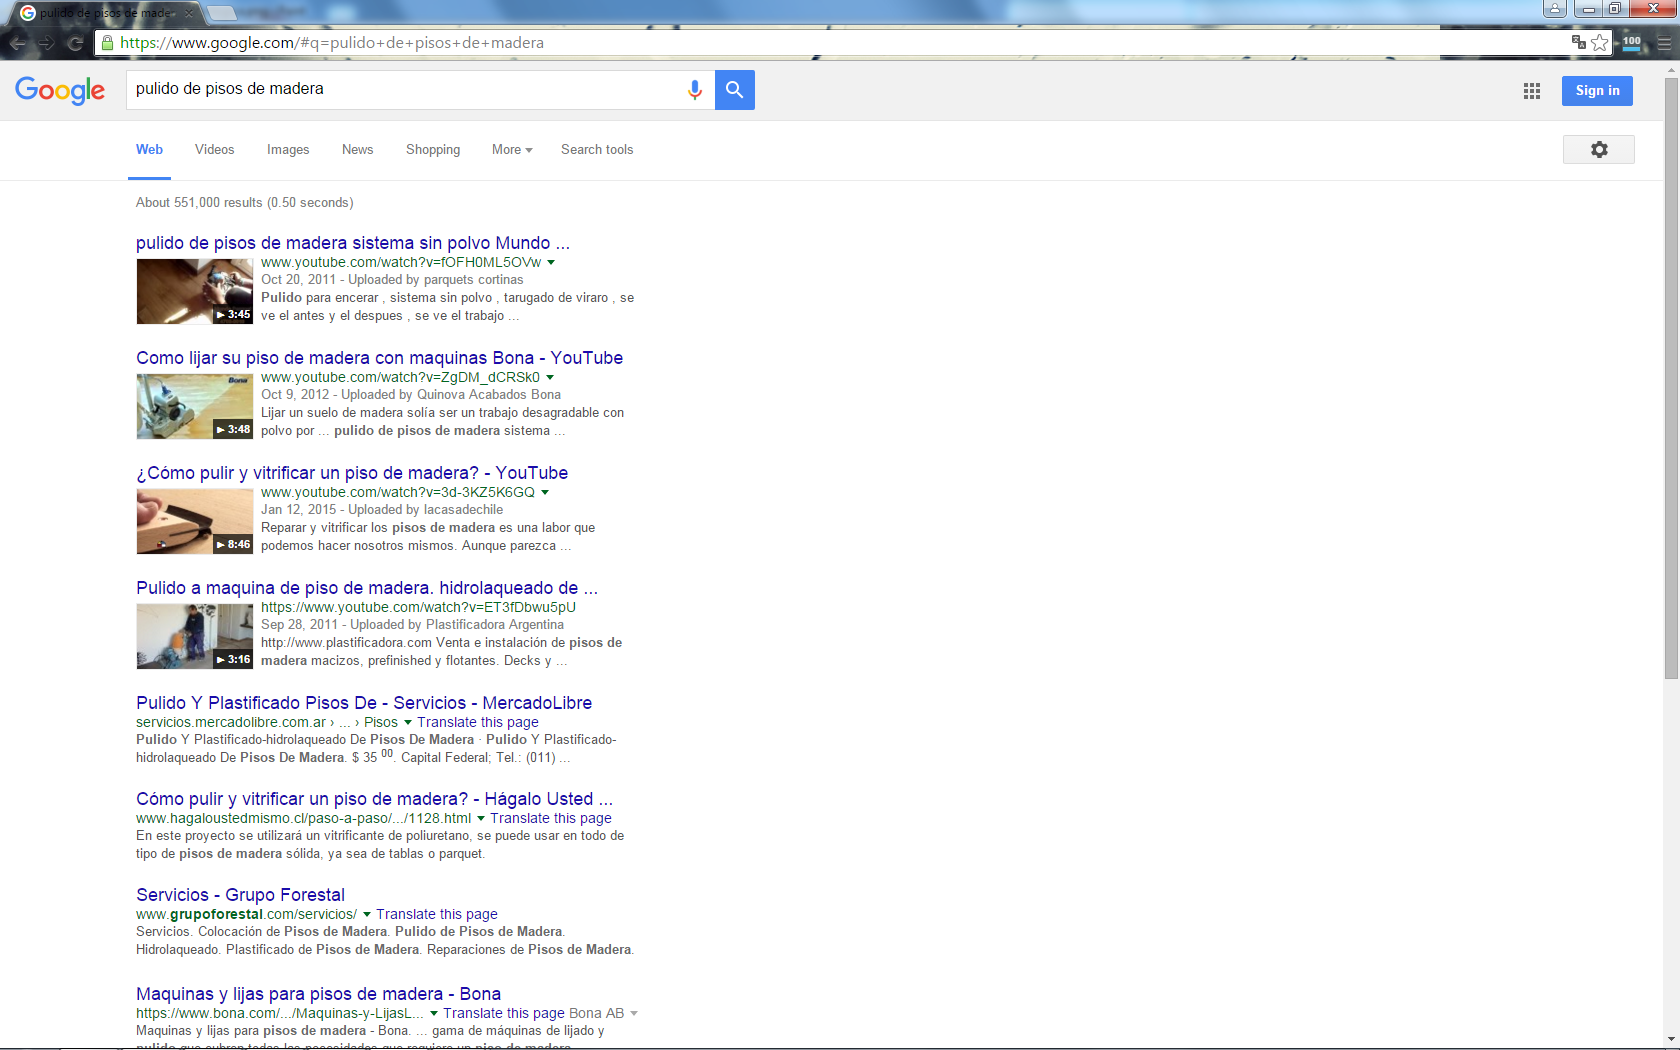 pulido de pisos de made
https://www.google.com/#q=pulido+de+pisos+de+madera
100
Google
pulido de pisos de madera
Sign in
Web Videos Images News Shopping More Search tools
About 551,000 results (0.50 seconds)
pulido de pisos de madera sistema sin polvo Mundo ...
www.youtube.com/watch?v=fOFH0ML5OVw
Oct 20, 2011 - Uploaded by parquets cortinas
Pulido para encerar , sistema sin polvo , tarugado de viraro , se
ve el antes y el despues , se ve el trabajo ...
3:45
Como lijar su piso de madera con maquinas Bona - YouTube
www.youtube.com/watch?v=ZgDM_dCRSk0
Oct 9, 2012 - Uploaded by Quinova Acabados Bona
Lijar un suelo de madera solía ser un trabajo desagradable con
polvo por ... pulido de pisos de madera sistema ...
Bona
3:48
¿Cómo pulir y vitrificar un piso de madera? - YouTube
www.youtube.com/watch?v=3d-3KZ5K6GQ
Jan 12, 2015 - Uploaded by lacasadechile
Reparar y vitrificar los pisos de madera es una labor que
podemos hacer nosotros mismos. Aunque parezca ...
8:46
Pulido a maquina de piso de madera. hidrolaqueado de ...
https://www.youtube.com/watch?v=ET3fDbwu5pU
Sep 28, 2011 - Uploaded by Plastificadora Argentina
http://www.plastificadora.com Venta e instalación de pisos de
madera macizos, prefinished y flotantes. Decks y ...
3:16
Pulido Y Plastificado Pisos De - Servicios - MercadoLibre
servicios.mercadolibre.com.ar › ... › Pisos Translate this page
Pulido Y Plastificado-hidrolaqueado De Pisos De Madera · Pulido Y Plastificado-
hidrolaqueado De Pisos De Madera. $ 35 00. Capital Federal; Tel.: (011) ...
Cómo pulir y vitrificar un piso de madera? - Hágalo Usted ...
www.hagaloustedmismo.cl/paso-a-paso/.../1128.html Translate this page
En este proyecto se utilizará un vitrificante de poliuretano, se puede usar en todo de
tipo de pisos de madera sólida, ya sea de tablas o parquet.
Servicios - Grupo Forestal
www.grupoforestal.com/servicios/ Translate this page
Servicios. Colocación de Pisos de Madera. Pulido de Pisos de Madera.
Hidrolaqueado. Plastificado de Pisos de Madera. Reparaciones de Pisos de Madera.
Maquinas y lijas para pisos de madera - Bona
https://www.bona.com/.../Maquinas-y-LijasL... Translate this page Bona AB
Maquinas y lijas para pisos de madera - Bona. ... gama de máquinas de lijado y
pulido que cubren todas las necesidades que requiere un piso de madera